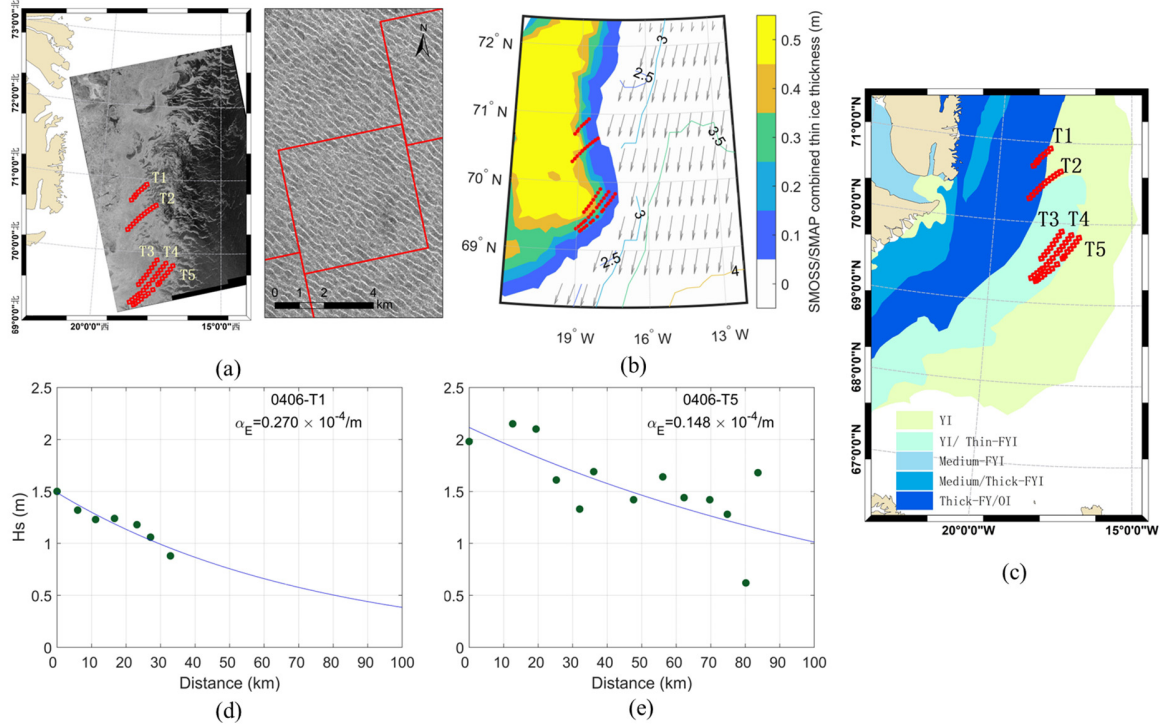 73°0'0"北
72°0'0"北
71°0'0"北
70°0'0"北
69°0'0"北
T1
T2
T3 T4
T5
20°0'0"西
15°0'0"西
N
0 1 2 4
km
(a)
72° N
71° N
70° N
69° N
3
2.5
3.5
3
2.5
4
19° W
16° W
13° W
0.5
0.4
0.3
0.2
0.1
0
SMOSS/SMAP combined thin ice thickness (m)
(b)
71°0'0"N
70°0'0"N
69°0'0"N
68°0'0"N
67°0'0"N
T1
T2
T3 T4
T5
YI
YI/ Thin-FYI
Medium-FYI
Medium/Thick-FYI
Thick-FY/OI
20°0'0"W
15°0'0"W
(c)
2.5
2
1.5
1
0.5
0
Hs (m)
0406-T1
αE=0.270 × 10-4/m
0 10 20 30 40 50 60 70 80 90 100
Distance (km)
(d)
2.5
2
1.5
1
0.5
0
0406-T5
αE=0.148 × 10-4/m
0 10 20 30 40 50 60 70 80 90 100
Distance (km)
(e)